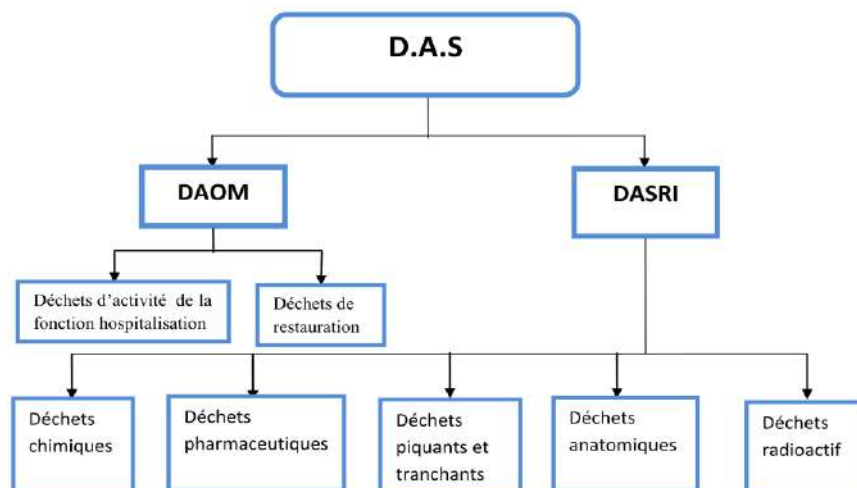 D.A.S
DAOM
DASRI
Déchets d’activité de la
fonction hospitalisation
Déchets de
restauration
Déchets
chimiques
Déchets
pharmaceutiques
Déchets
piquants et
tranchants
Déchets
anatomiques
Déchets
radioactif